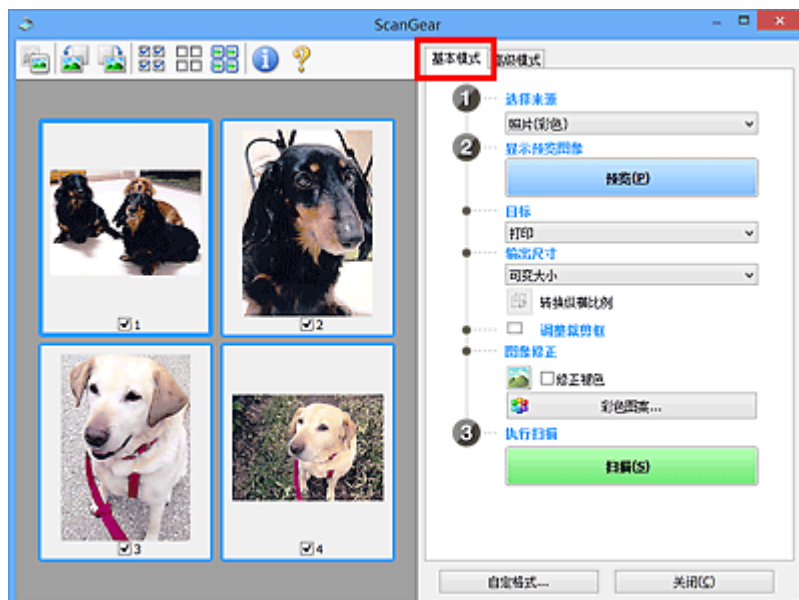 ScanGear
基本模式
高级模式
1
选择来源
照片(彩色)
2
显示预览图像
预览(P)
目标
打印
输出尺寸
可变大小
转换纵横比例
调整裁剪框
图像修正
修正褪色
彩色图案...
3
执行扫描
扫描(S)
1
2
3
4
自定格式...
关闭(C)